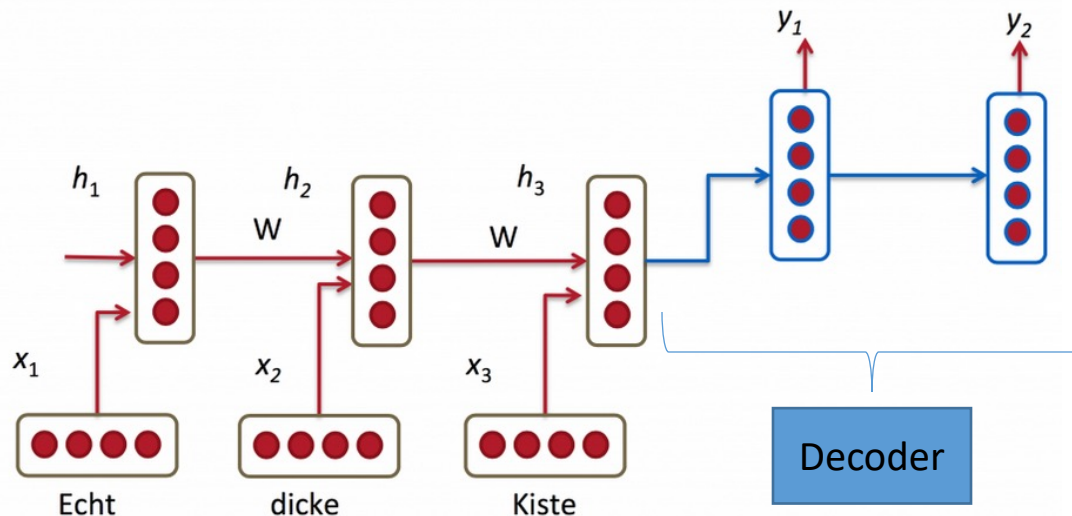 y1 y2
h1 h2 h3
W W
x1 x2 x3
Decoder
Echt dicke Kiste